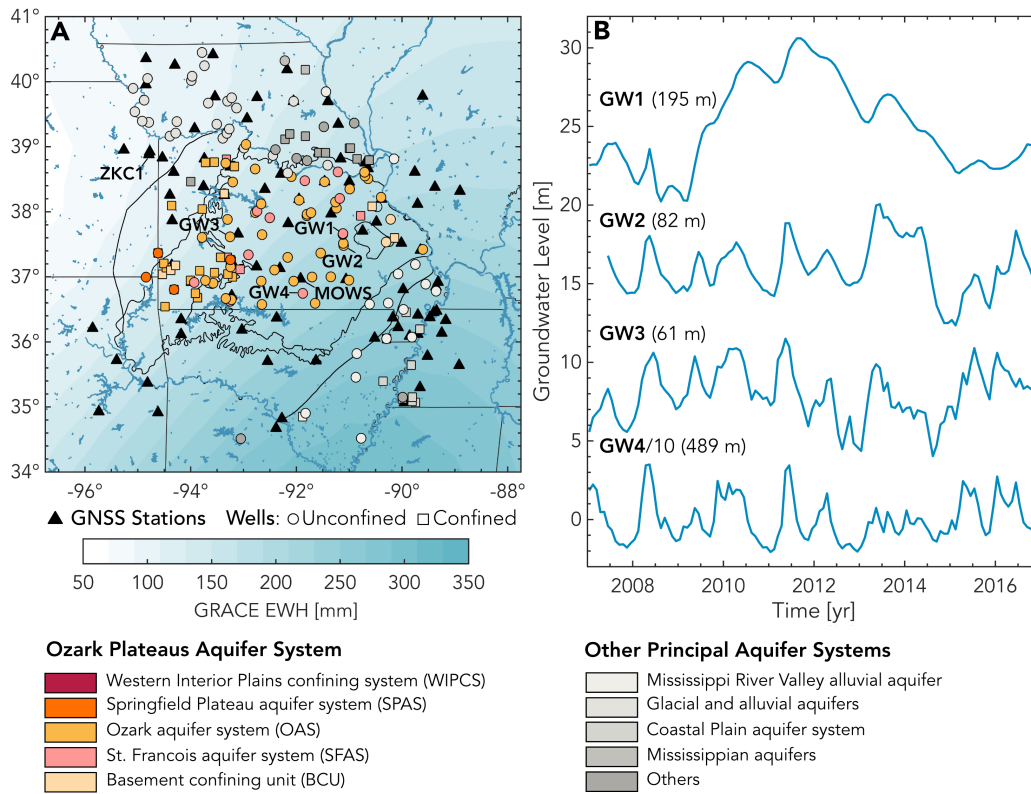 A
41°
40°
39°
38°
37°
36°
35°
34°
ZKC1
GW3
GW1
GW2
GW4
MOWS
-96°
-94°
-92°
-90°
-88°
GNSS Stations Wells: Unconfined Confined
50 100 150 200 250 300 350
GRACE EWH [mm]
B
Groundwater Level [m]
30
25
20
15
10
5
0
GW1 (195 m)
GW2 (82 m)
GW3 (61 m)
GW4/10 (489 m)
2008 2010 2012 2014 2016
Time [yr]
Ozark Plateaus Aquifer System
Western Interior Plains confining system (WIPCS)
Springfield Plateau aquifer system (SPAS)
Ozark aquifer system (OAS)
St. Francois aquifer system (SFAS)
Basement confining unit (BCU)
Other Principal Aquifer Systems
Mississippi River Valley alluvial aquifer
Glacial and alluvial aquifers
Coastal Plain aquifer system
Mississippian aquifers
Others